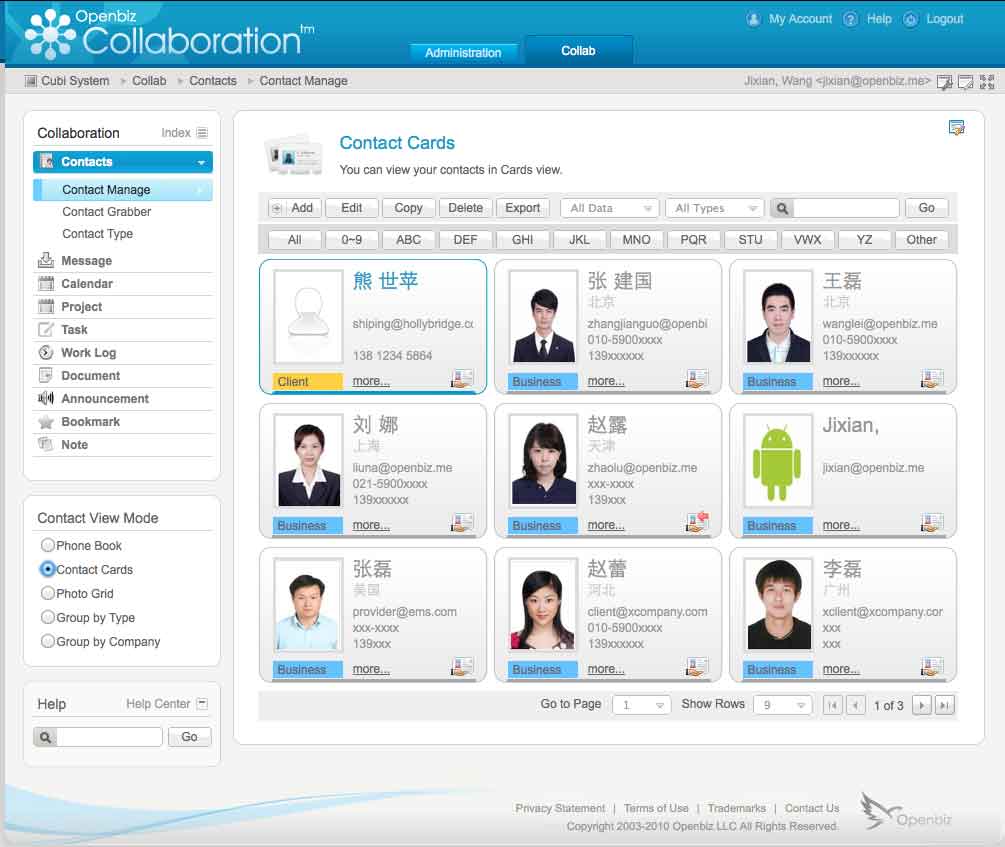 Openbiz
Collaboration™
My Account Help Logout
Administration Collab
Cubi System Collab Contacts Contact Manage
Jixian, Wang <jixian@openbiz.me>
Collaboration Index
Contacts
Contact Manage
Contact Grabber
Contact Type
Message
Calendar
Project
Task
Work Log
Document
Announcement
Bookmark
Note
Contact View Mode
Phone Book
Contact Cards
Photo Grid
Group by Type
Group by Company
Help Help Center
Go
Contact Cards
You can view your contacts in Cards view.
Add Edit Copy Delete Export All Data All Types Go
All 0~9 ABC DEF GHI JKL MNO PQR STU VWX YZ Other
熊 世苹
shiping@hollybridge.cc
138 1234 5864
Client more...
张 建国
北京
zhangjianguo@openbi
010-5900xxxx
139xxxxxx
Business more...
王磊
北京
wanglei@openbiz.me
010-5900xxxx
139xxxxxx
Business more...
刘 娜
上海
liuna@openbiz.me
021-5900xxxx
139xxxxxx
Business more...
赵露
天津
zhaolu@openbiz.me
xxx-xxxx
139xxx
Business more...
Jixian,
jixian@openbiz.me
Business more...
张磊
美国
provider@ems.com
xxx-xxxx
139xxx
Business more...
赵蕾
河北
client@xcompany.com
010-5900xxxx
139xxxxxx
Business more...
李磊
广州
xclient@xcompany.cor
xxx
xxx
Business more...
Go to Page 1 Show Rows 9 1 of 3
Privacy Statement | Terms of Use | Trademarks | Contact Us
Copyright 2003-2010 Openbiz LLC All Rights Reserved.
Openbiz